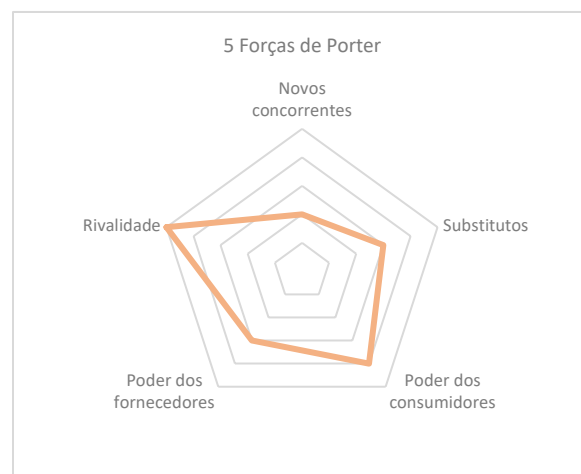 5 Forças de Porter
Novos
concorrentes
Rivalidade
Substitutos
Poder dos
fornecedores
Poder dos
consumidores